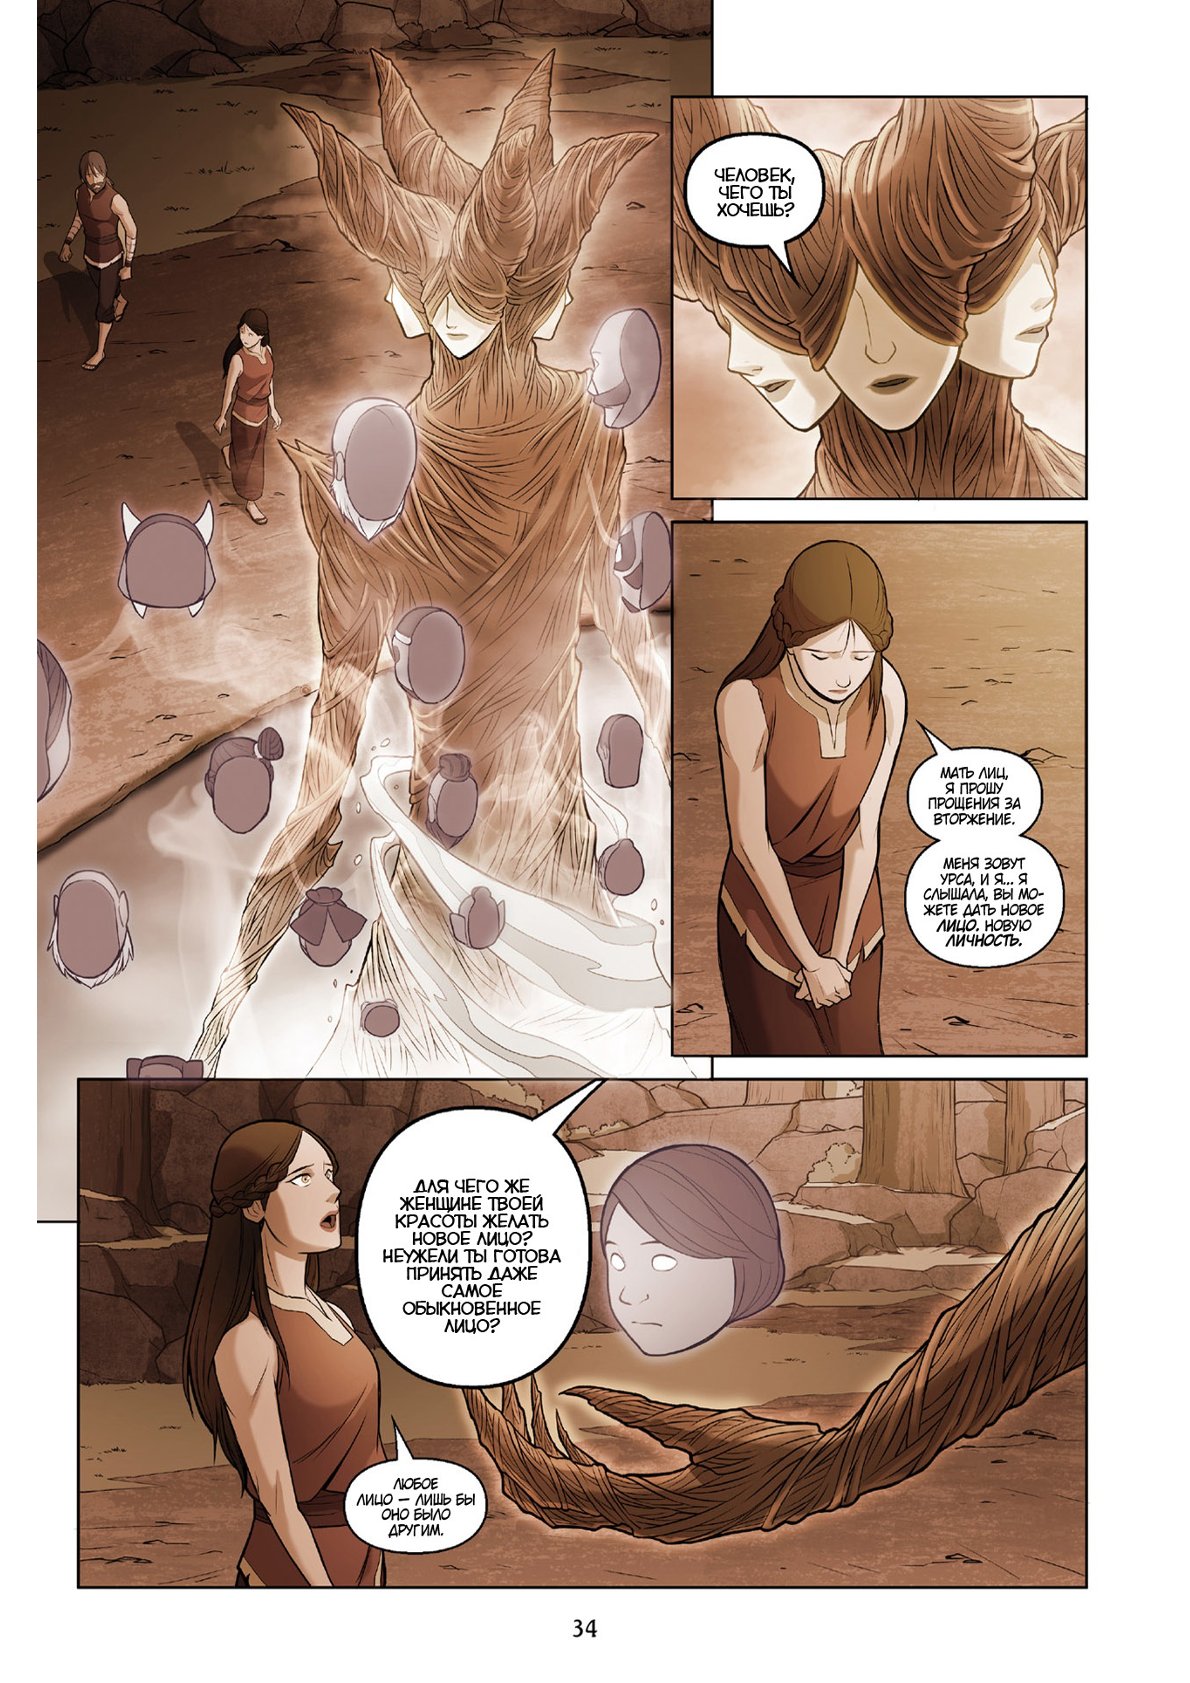 ЧЕЛОВЕК,
ЧЕГО ТЫ
ХОЧЕШЬ?
МАТЬ ЛИЦ,
Я ПРОШУ
ПРОЩЕНИЯ ЗА
ВТОРЖЕНИЕ.
МЕНЯ ЗОВУТ
УРСА, И Я... Я
СЛЫШАЛА, ВЫ МО-
ЖЕТЕ ДАТЬ НОВОЕ
ЛИЦО. НОВУЮ
ЛИЧНОСТЬ.
ДЛЯ ЧЕГО ЖЕ
ЖЕНЩИНЕ ТВОЕЙ
КРАСОТЫ ЖЕЛАТЬ
НОВОЕ ЛИЦО?
НЕУЖЕЛИ ТЫ ГОТОВА
ПРИНЯТЬ ДАЖЕ
САМОЕ
ОБЫКНОВЕННОЕ
ЛИЦО?
ЛЮБОЕ
ЛИЦО — ЛИШЬ БЫ
ОНО БЫЛО
ДРУГИМ.
34